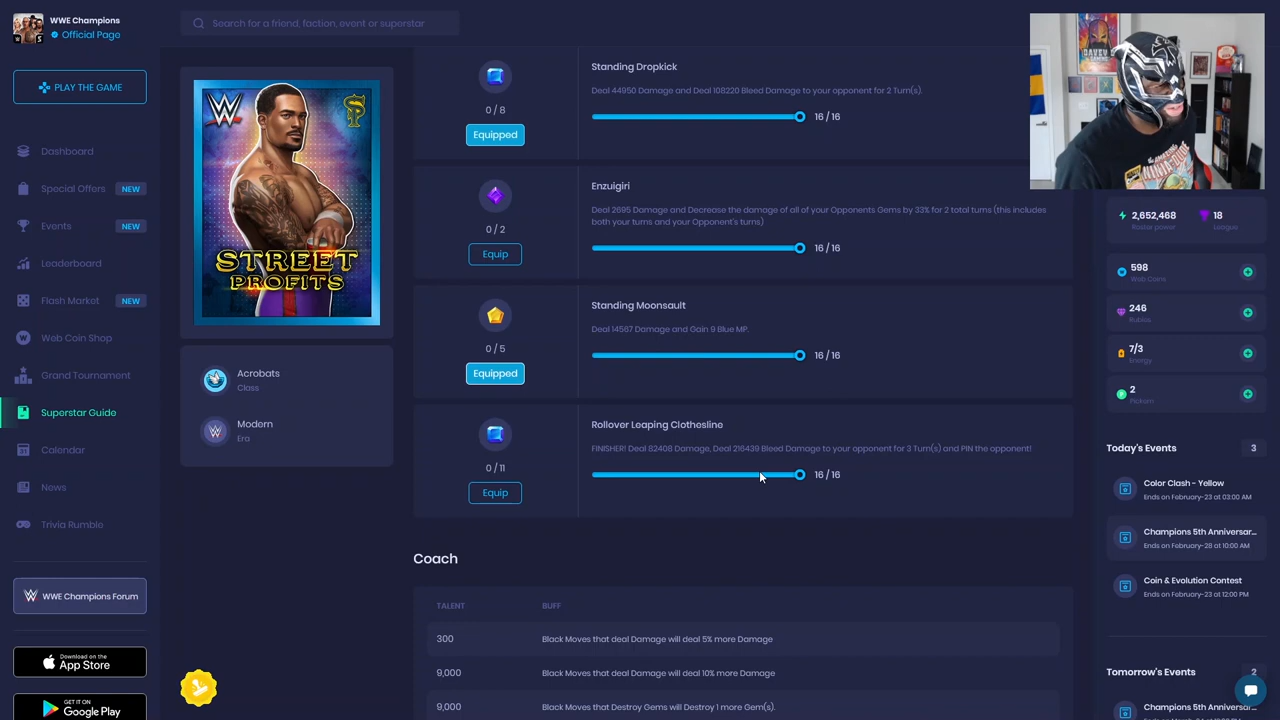 WWE Champions
Official Page
PLAY THE GAME
Dashboard
Special Offers
NEW
Events
NEW
Leaderboard
Flash Market
NEW
Web Coin Shop
Grand Tournament
Superstar Guide
Calendar
News
Trivia Rumble
WWE Champions Forum
Download on the
App Store
GET IT ON
Google Play
Search for a friend, faction, event or superstar
STREET
PROFITS
Acrobats
Class
Modern
Era
0 / 8
Equipped
Standing Dropkick
Deal 44950 Damage and Deal 108220 Bleed Damage to your opponent for 2 Turn(s).
16 / 16
0 / 2
Equip
Enzuigiri
Deal 2695 Damage and Decrease the damage of all of your Opponents Gems by 33% for 2 total turns (this includes
both your turns and your Opponent's turns)
16 / 16
0 / 5
Equipped
Standing Moonsault
Deal 14567 Damage and Gain 9 Blue MP.
16 / 16
0 / 11
Equip
Rollover Leaping Clothesline
FINISHER! Deal 82408 Damage, Deal 216439 Bleed Damage to your opponent for 3 Turn(s) and PIN the opponent!
16 / 16
Coach
TALENT BUFF
300 Black Moves that deal Damage will deal 5% more Damage
9,000 Black Moves that deal Damage will deal 10% more Damage
9,000 Black Moves that Destroy Gems will Destroy 1 more Gem(s).
2,652,468
Roster power
18
League
598
Web Coins
246
Rubies
7/3
Energy
2
Pickrom
Today's Events 3
Color Clash - Yellow
Ends on February-23 at 03:00 AM
Champions 5th Anniversar...
Ends on February-28 at 10:00 AM
Coin & Evolution Contest
Ends on February-23 at 12:00 PM
Tomorrow's Events 2
Champions 5th Anniversar...